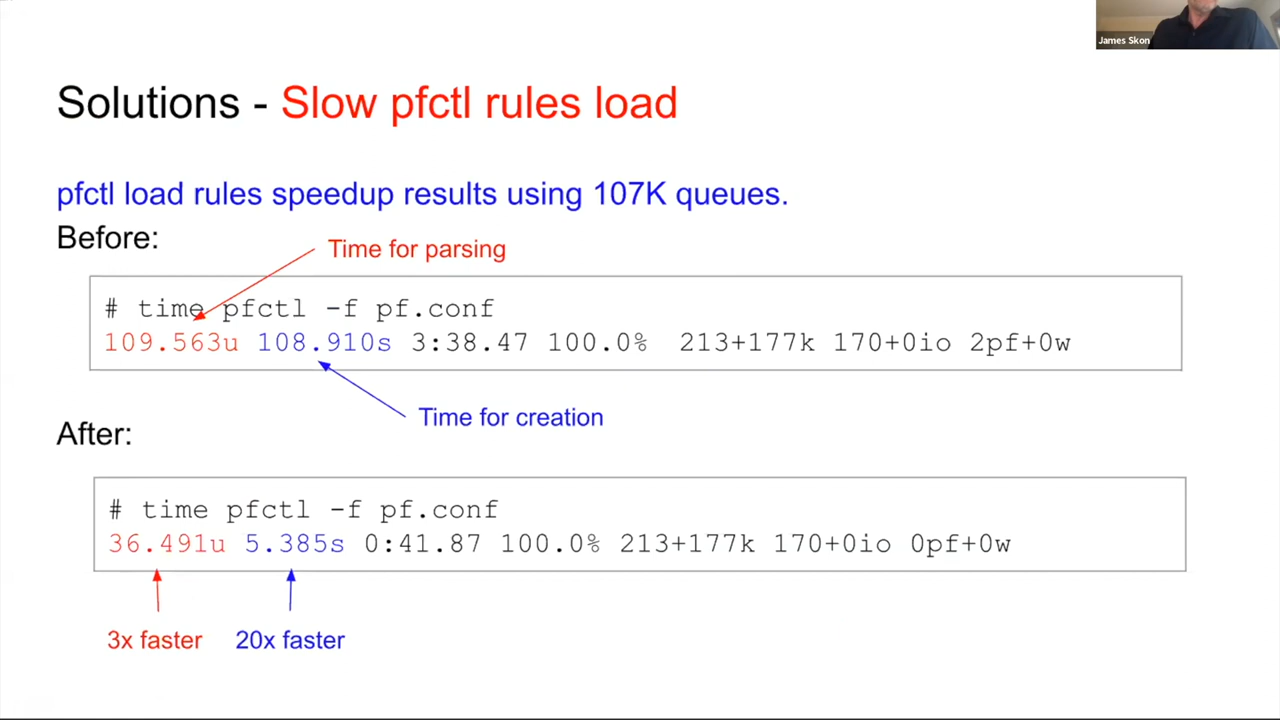 James Skon
Solutions - Slow pfctl rules load
pfctl load rules speedup results using 107K queues.
Before:
Time for parsing
# time pfctl -f pf.conf
109.563u 108.910s 3:38.47 100.0% 213+177k 170+0io 2pf+0w
Time for creation
After:
# time pfctl -f pf.conf
36.491u 5.385s 0:41.87 100.0% 213+177k 170+0io 0pf+0w
3x faster 20x faster